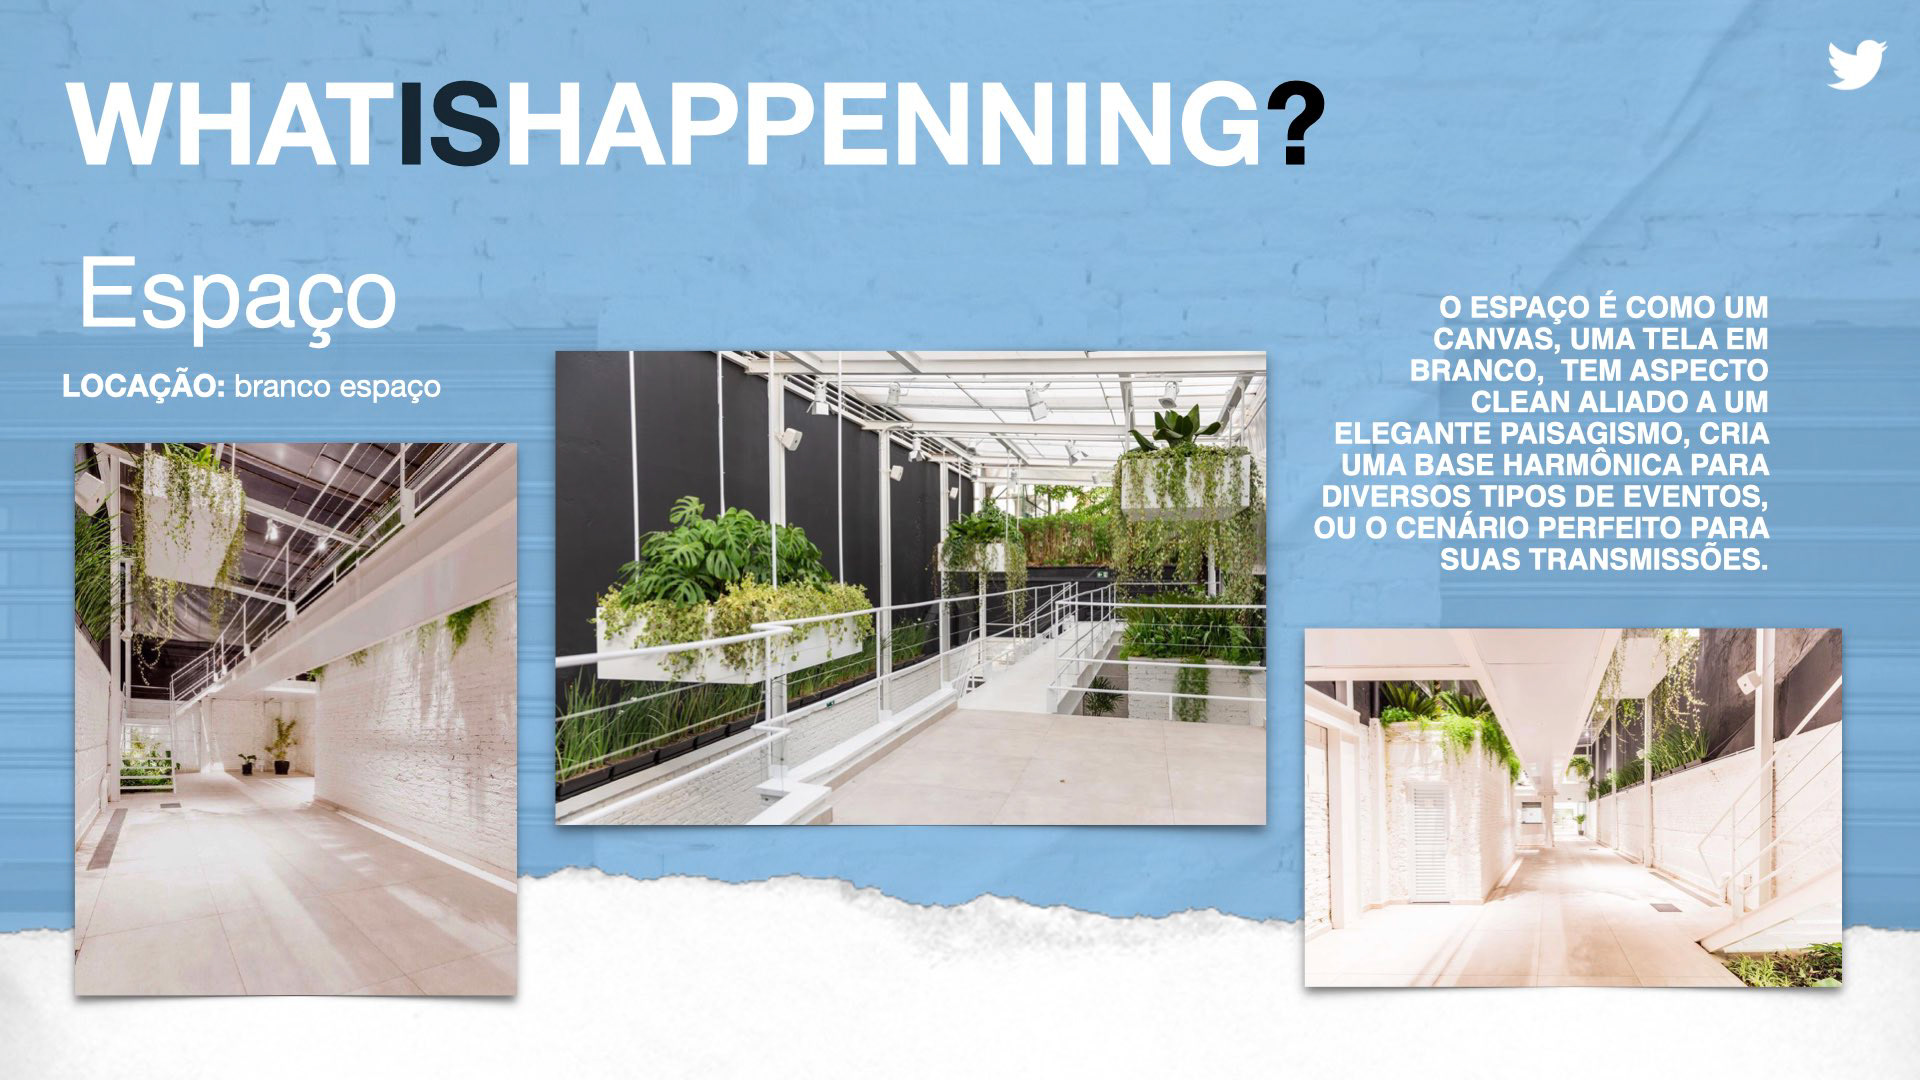 WHATISHAPPENNING?
Espaço
LOCAÇÃO: branco espaço
O ESPAÇO É COMO UM
CANVAS, UMA TELA EM
BRANCO,  TEM ASPECTO
CLEAN ALIADO A UM
ELEGANTE PAISAGISMO, CRIA
UMA BASE HARMÔNICA PARA
DIVERSOS TIPOS DE EVENTOS,
OU O CENÁRIO PERFEITO PARA
SUAS TRANSMISSÕES.